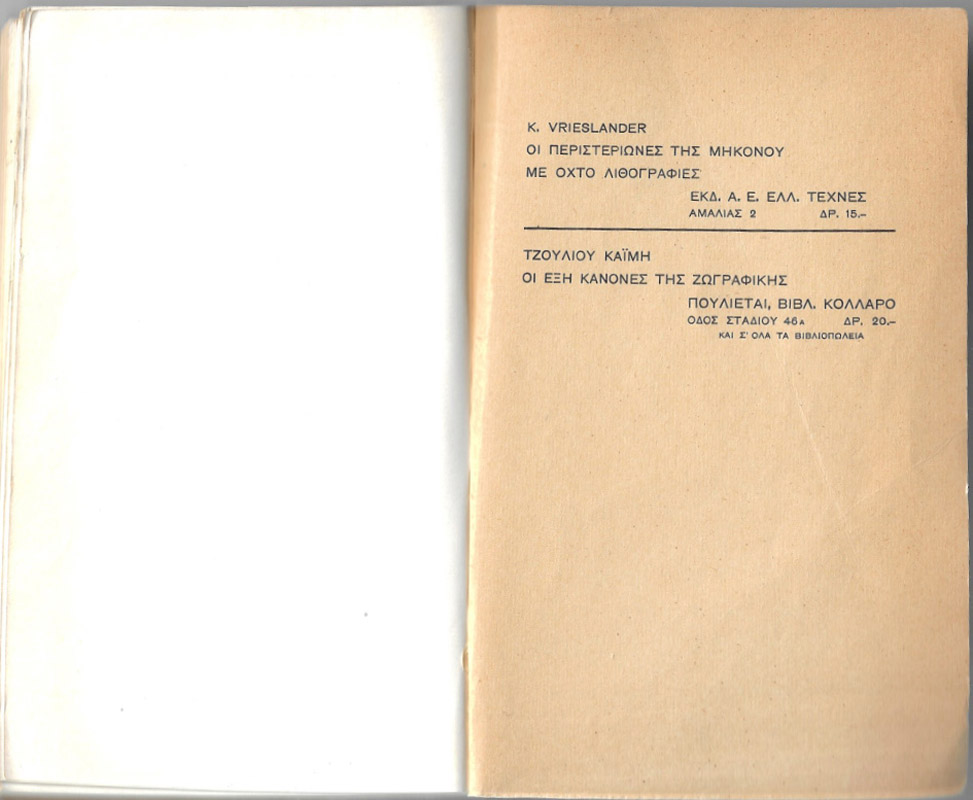 K. VRIESLANDER
ΟΙ ΠΕΡΙΣΤΕΡΙΩΝΕΣ ΤΗΣ ΜΗΚΟΝΟΥ
ΜΕ ΟΧΤΟ ΛΙΘΟΓΡΑΦΙΕΣ
ΕΚΔ. Α. Ε. ΕΛΛ. ΤΕΧΝΕΣ
ΑΜΑΛΙΑΣ 2 ΔΡ. 15.–
ΤΖΟΥΛΙΟΥ ΚΑΪΜΗ
ΟΙ ΕΞΗ ΚΑΝΟΝΕΣ ΤΗΣ ΖΩΓΡΑΦΙΚΗΣ
ΠΟΥΛΙΕΤΑΙ, ΒΙΒΛ. ΚΟΛΛΑΡΟ
ΟΔΟΣ ΣΤΑΔΙΟΥ 46Α ΔΡ. 20.–
ΚΑΙ Σ' ΟΛΑ ΤΑ ΒΙΒΛΙΟΠΩΛΕΙΑ